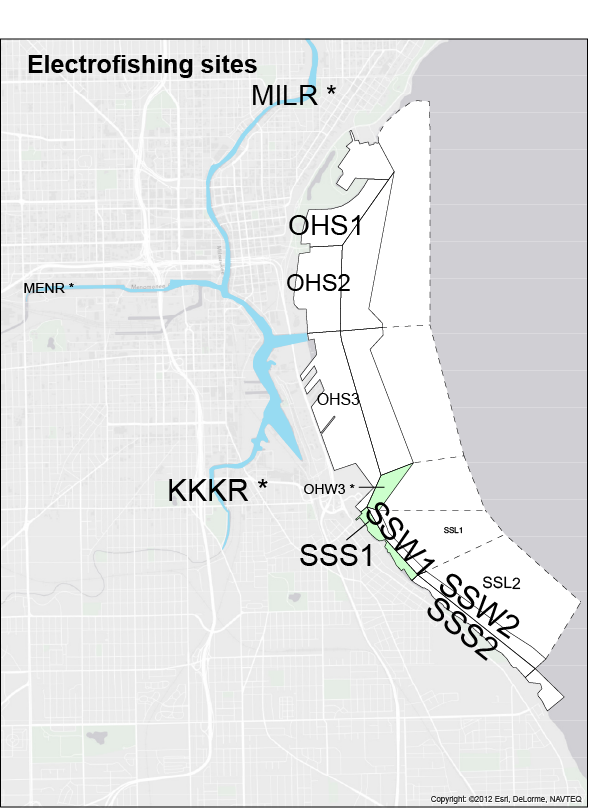 Electrofishing sites
MILR *
OHS1
OHS2
MENR *
OHS3
KKKR *
OHW3 *
SSW1
SSL1
SSS1
SSL2
SSW2
SSS2
Copyright: ©2012 Esri, DeLorme, NAVTEQ